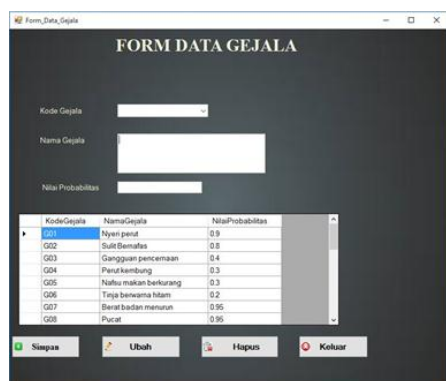 Form_Data_Gejala
FORM DATA GEJALA
Kode Gejala
Nama Gejala
Nilai Probabilitas
KodeGejala NamaGejala NilaiProbabilitas
G01 Nyeri perut 0.9
G02 Sulit Bernafas 0.8
G03 Gangguan pencernaan 0.4
G04 Perut kembung 0.3
G05 Nafsu makan berkurang 0.3
G06 Tinja berwarna hitam 0.2
G07 Berat badan menurun 0.95
G08 Pucat 0.95
Simpan Ubah Hapus Keluar